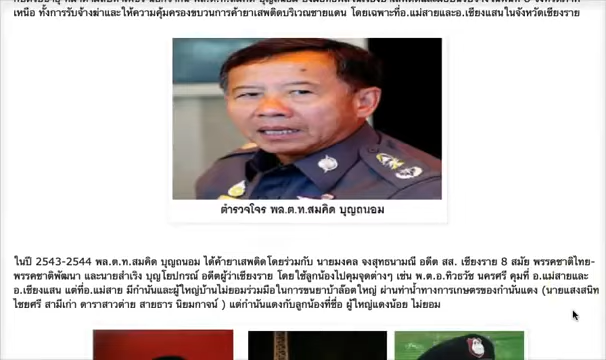 เหนือ ทั้งการรับจ้างฆ่าและให้ความคุ้มครองขบวนการค้ายาเสพติดบริเวณชายแดน โดยเฉพาะที่อ.แม่สายและอ.เชียงแสนในจังหวัดเชียงราย
ตำรวจโจร พล.ต.ท.สมคิด บุญถนอม
ในปี 2543-2544 พล.ต.ท.สมคิด บุญถนอม ได้ค้ายาเสพติดโดยร่วมกับ นายมงคล จงสุทธนามณี อดีต สส. เชียงราย 8 สมัย พรรคชาติไทย-
พรรคชาติพัฒนา และนายสำเริง บุญโยปกรณ์ อดีตผู้ว่าเชียงราย โดยใช้ลูกน้องไปคุมจุดต่างๆ เช่น พ.ต.อ.ทิวธวัช นครศรี คุมที่ อ.แม่สายและ
อ.เชียงแสน แต่ที่อ.แม่สาย มีกำนันและผู้ใหญ่บ้านไม่ยอมร่วมมือในการขนยาบ้าล็อตใหญ่ ผ่านท่าน้ำทางการเกษตรของกำนันแดง (นายแสงสนิท
ไชยศรี สามีเก่า ดาราสาวต่าย สายธาร นิยมกาจน์ ) แต่กำนันแดงกับลูกน้องที่ชื่อ ผู้ใหญ่แดงน้อย ไม่ยอม